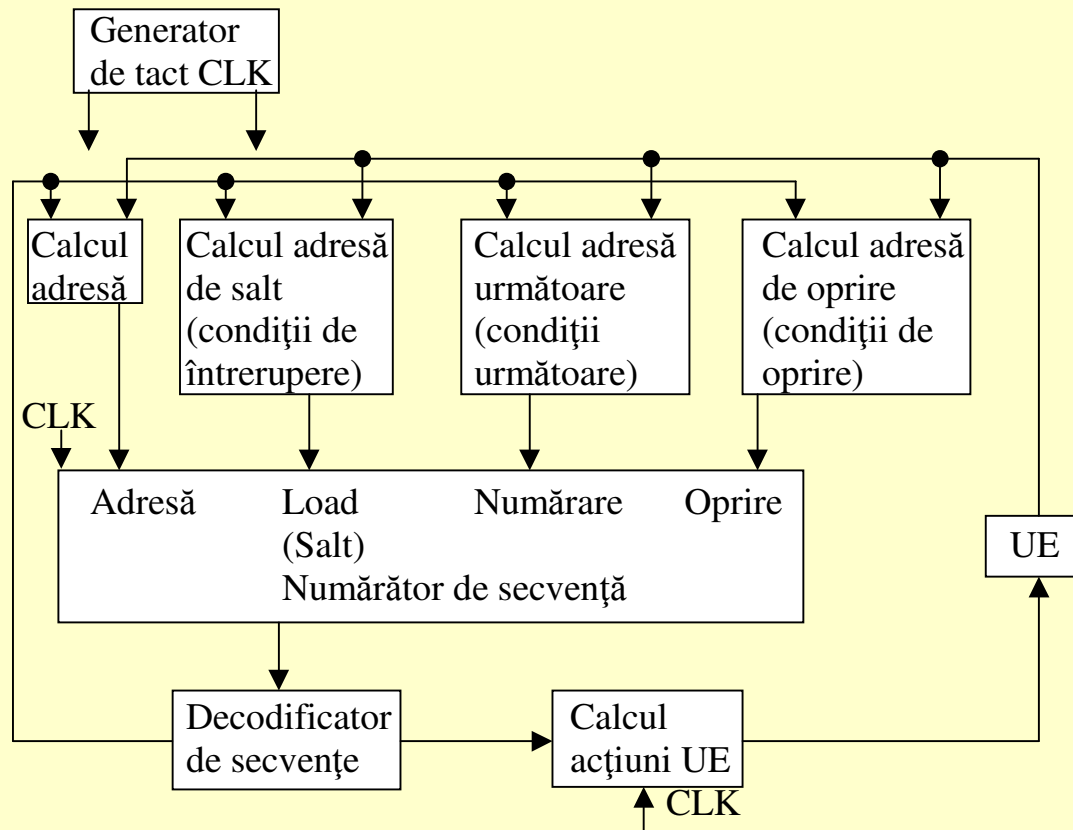 Generator
de tact CLK
Calcul
adresă
Calcul adresă
de salt
(condiţii de
întrerupere)
Calcul adresă
următoare
(condiţii
următoare)
Calcul adresă
de oprire
(condiţii de
oprire)
CLK
Adresă
Load
(Salt)
Numărare
Oprire
Numărător de secvenţă
UE
Decodificator
de secvenţe
Calcul
acţiuni UE
CLK